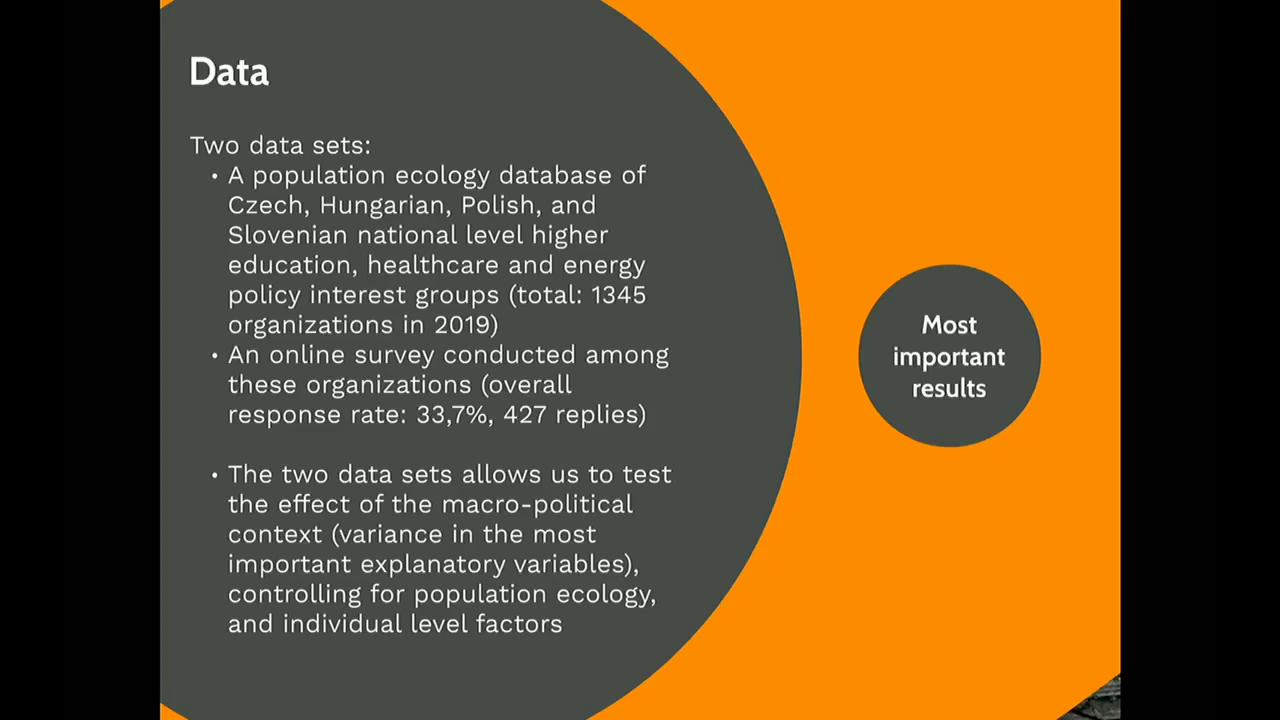 Data
Two data sets:
• A population ecology database of
Czech, Hungarian, Polish, and
Slovenian national level higher
education, healthcare and energy
policy interest groups (total: 1345
organizations in 2019)
• An online survey conducted among
these organizations (overall
response rate: 33,7%, 427 replies)
• The two data sets allows us to test
the effect of the macro-political
context (variance in the most
important explanatory variables),
controlling for population ecology,
and individual level factors
Most
important
results